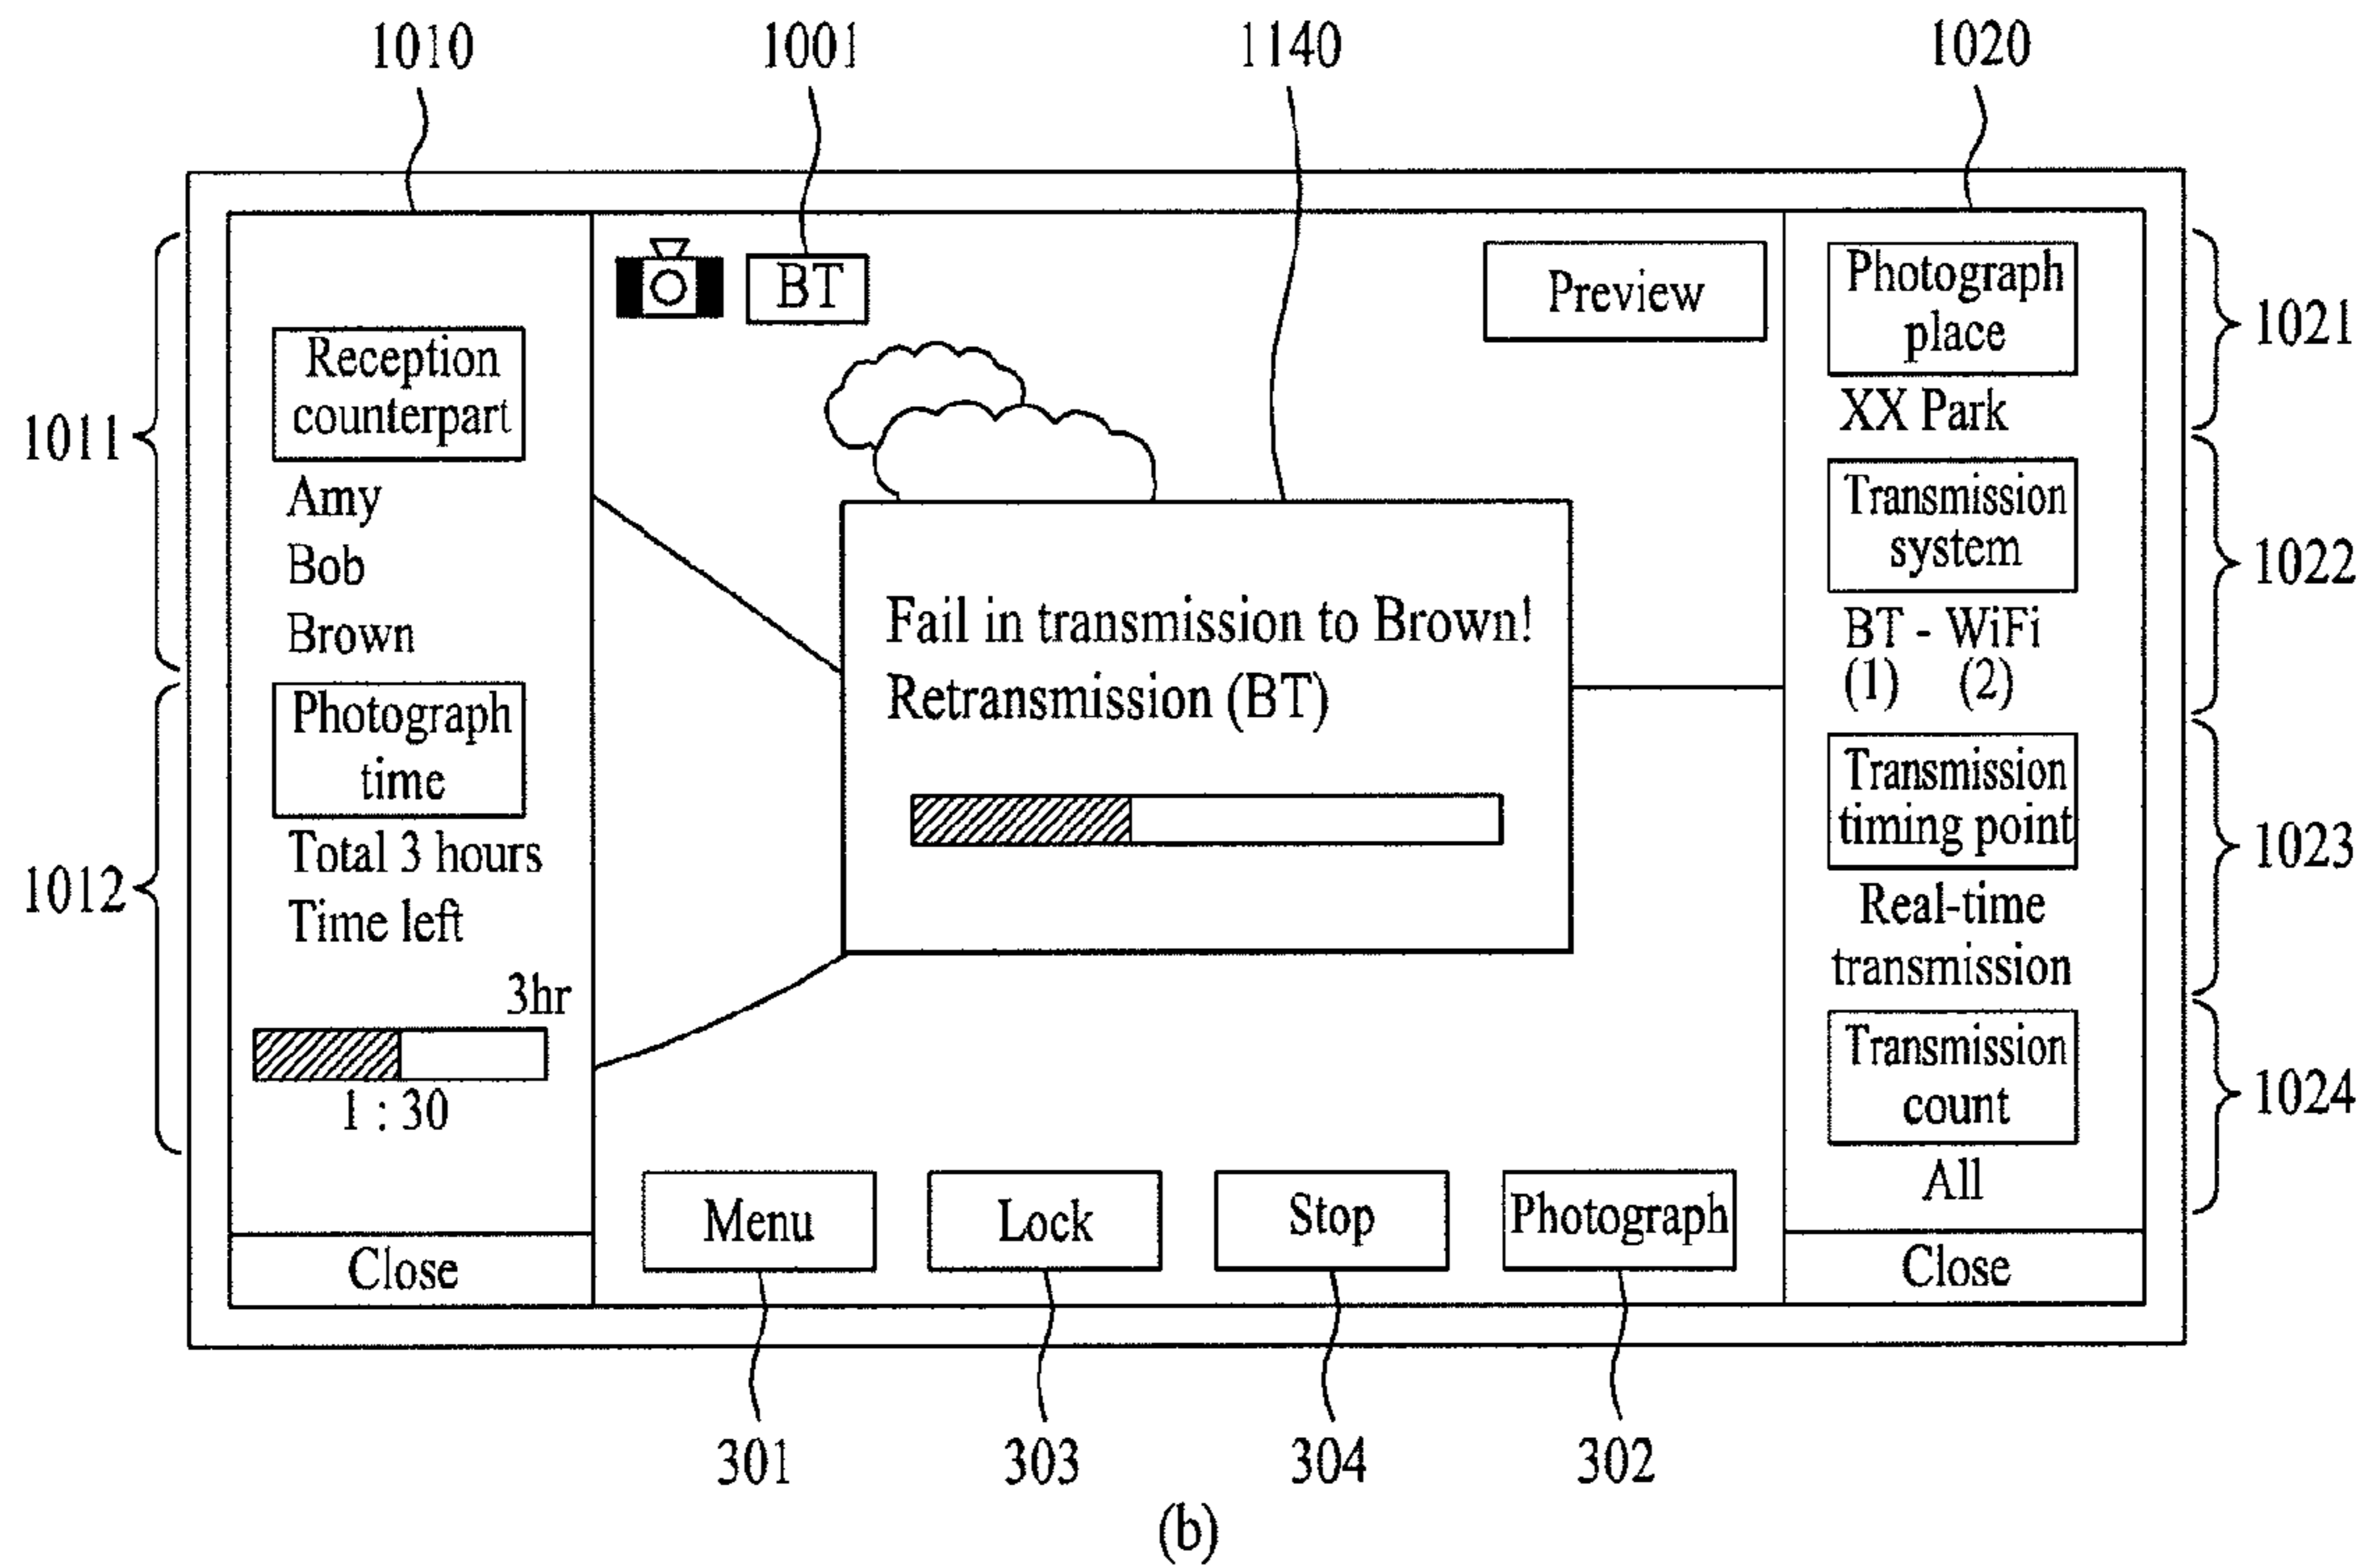 1010
1001
1140
1020
1011
1012
Reception
counterpart
Amy
Bob
Brown
Photograph
time
Total 3 hours
Time left
3hr
1 : 30
Close
BT
Preview
Fail in transmission to Brown!
Retransmission (BT)
Menu
Lock
Stop
Photograph
Photograph
place
XX Park
Transmission
system
BT - WiFi
(1) (2)
Transmission
timing point
Real-time
transmission
Transmission
count
All
Close
1021
1022
1023
1024
301
303
304
302
(b)